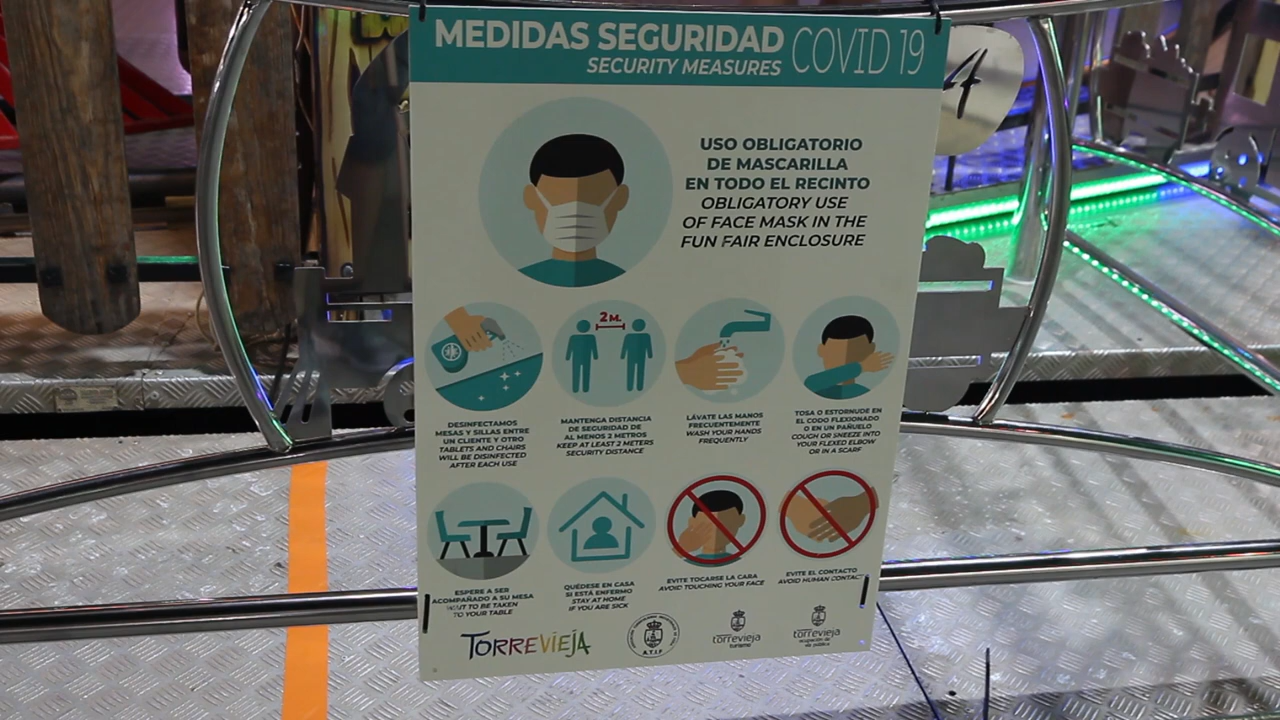 MEDIDAS SEGURIDAD COVID 19
SECURITY MEASURES
4
USO OBLIGATORIO
DE MASCARILLA
EN TODO EL RECINTO
OBLIGATORY USE
OF FACE MASK IN THE
FUN FAIR ENCLOSURE
2M.
DESINFECTAMOS
MESAS Y SILLAS ENTRE
UN CLIENTE Y OTRO
TABLETS AND CHAIRS
WILL BE DISINFECTED
AFTER EACH USE
MANTENGA DISTANCIA
DE SEGURIDAD DE
AL MENOS 2 METROS
KEEP AT LEAST 2 METERS
SECURITY DISTANCE
LÁVATE LAS MANOS
FRECUENTEMENTE
WASH YOUR HANDS
FREQUENTLY
TOSA O ESTORNUDE EN
EL CODO FLEXIONADO
O EN UN PAÑUELO
COUGH OR SNEEZE INTO
YOUR FLEXED ELBOW
OR IN A SCARF
ESPERE A SER
ACOMPAÑADO A SU MESA
WAIT TO BE TAKEN
TO YOUR TABLE
QUÉDESE EN CASA
SI ESTÁ ENFERMO
STAY AT HOME
IF YOU ARE SICK
EVITE TOCARSE LA CARA
AVOID TOUCHING YOUR FACE
EVITE EL CONTACTO
AVOID HUMAN CONTACT
TORREVIEJA
A.T.I.F
torrevieja
turismo
torrevieja
ocupación de
vía pública